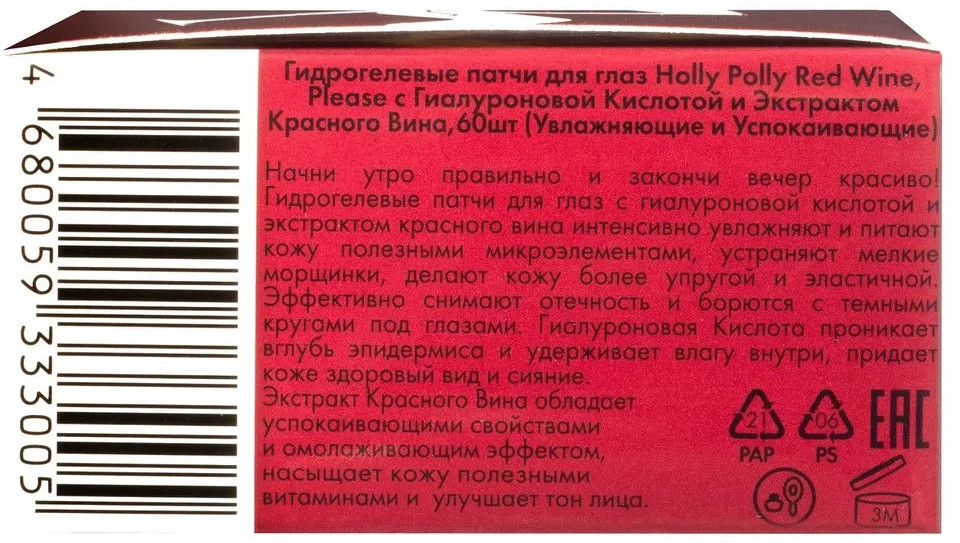 Гидрогелевые патчи для глаз Holly Polly Red Wine,
Please с Гиалуроновой Кислотой и Экстрактом
Красного Вина, 60шт (Увлажняющие и Успокаивающие)
Начни утро правильно и закончи вечер красиво!
Гидрогелевые патчи для глаз с гиалуроновой кислотой и
экстрактом красного вина интенсивно увлажняют и питают
кожу полезными микроэлементами, устраняют мелкие
морщинки, делают кожу более упругой и эластичной.
Эффективно снимают отечность и борются с темными
кругами под глазами. Гиалуроновая Кислота проникает
вглубь эпидермиса и удерживает влагу внутри, придает
коже здоровый вид и сияние.
Экстракт Красного Вина обладает
успокаивающими свойствами
и омолаживающим эффектом,
насыщает кожу полезными
витаминами и улучшает тон лица.
21
PAP
06
PS
EAC
3М
4 680059 333005